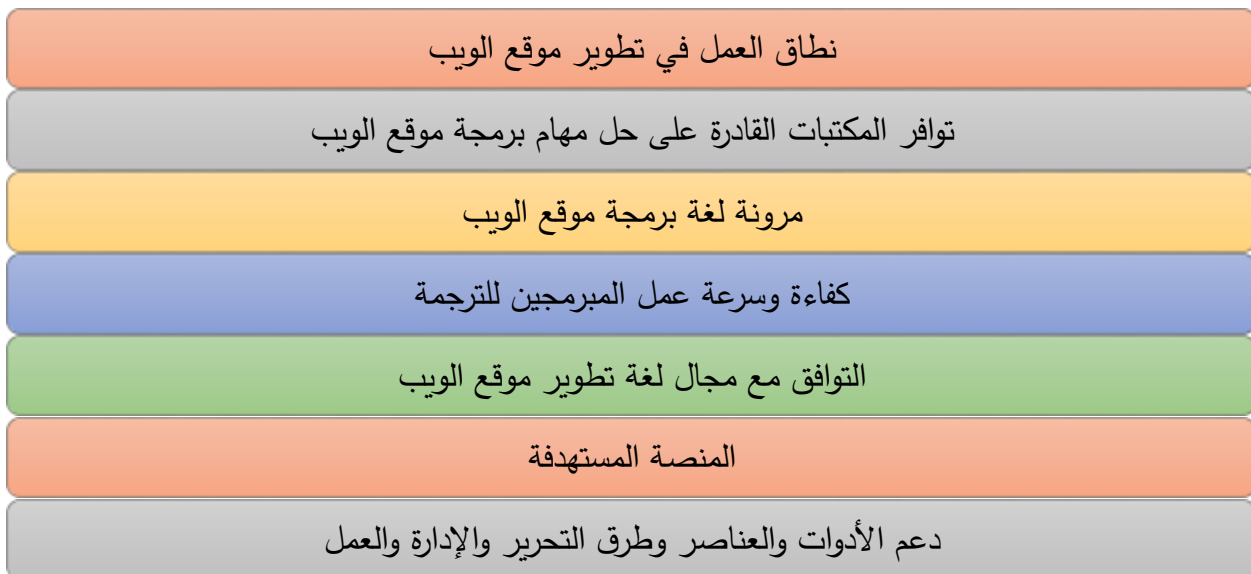 نطاق العمل في تطوير موقع الويب
توافر المكتبات القادرة على حل مهام برمجة موقع الويب
مرونة لغة برمجة موقع الويب
كفاءة وسرعة عمل المبرمجين للترجمة
التوافق مع مجال لغة تطوير موقع الويب
المنصة المستهدفة
دعم الأدوات والعناصر وطرق التحرير والإدارة والعمل